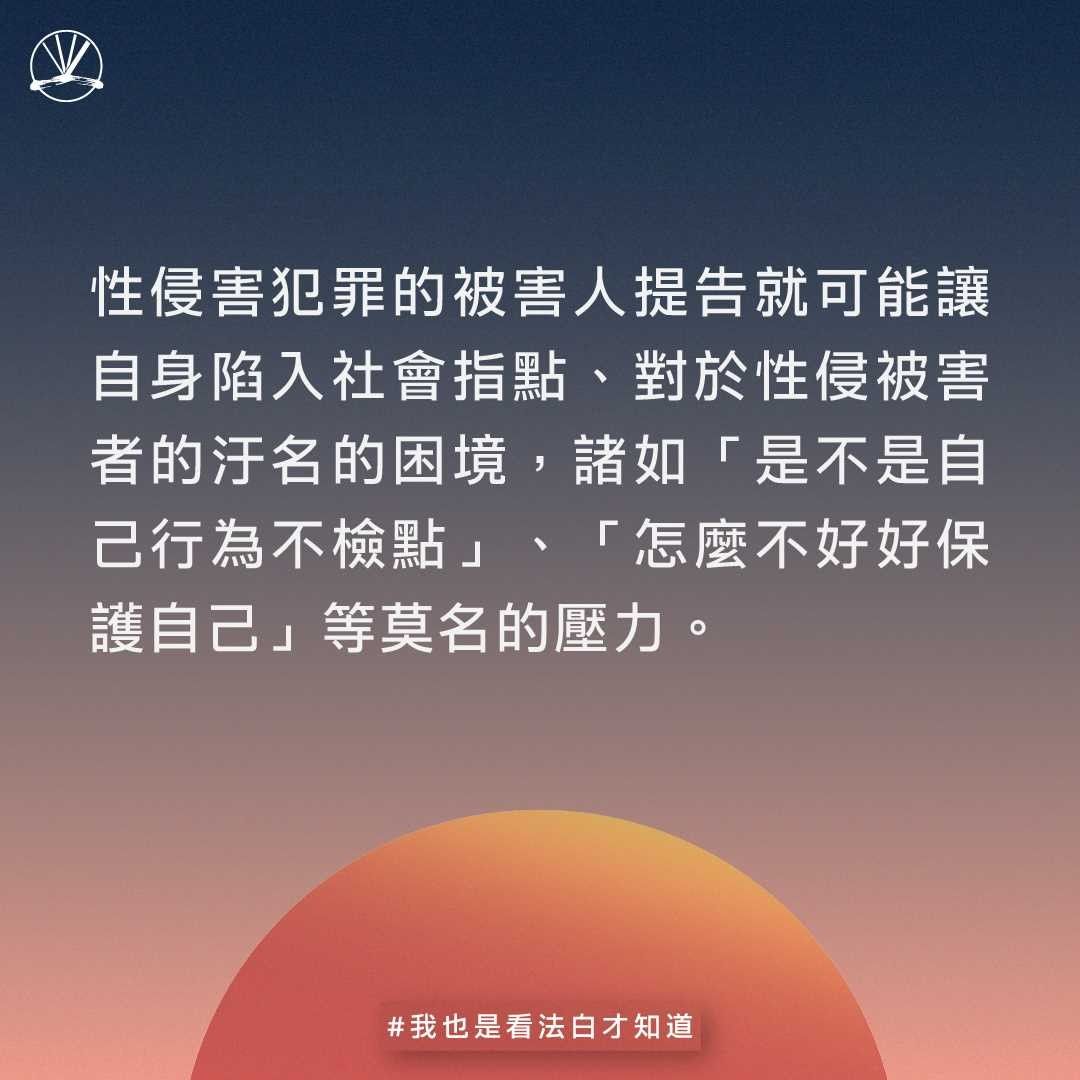 性侵害犯罪的被害人提告就可能讓
自身陷入社會指點、對於性侵被害
者的汙名的困境，諸如「是不是自
己行為不檢點」、「怎麼不好好保
護自己」等莫名的壓力。
#我也是看法白才知道